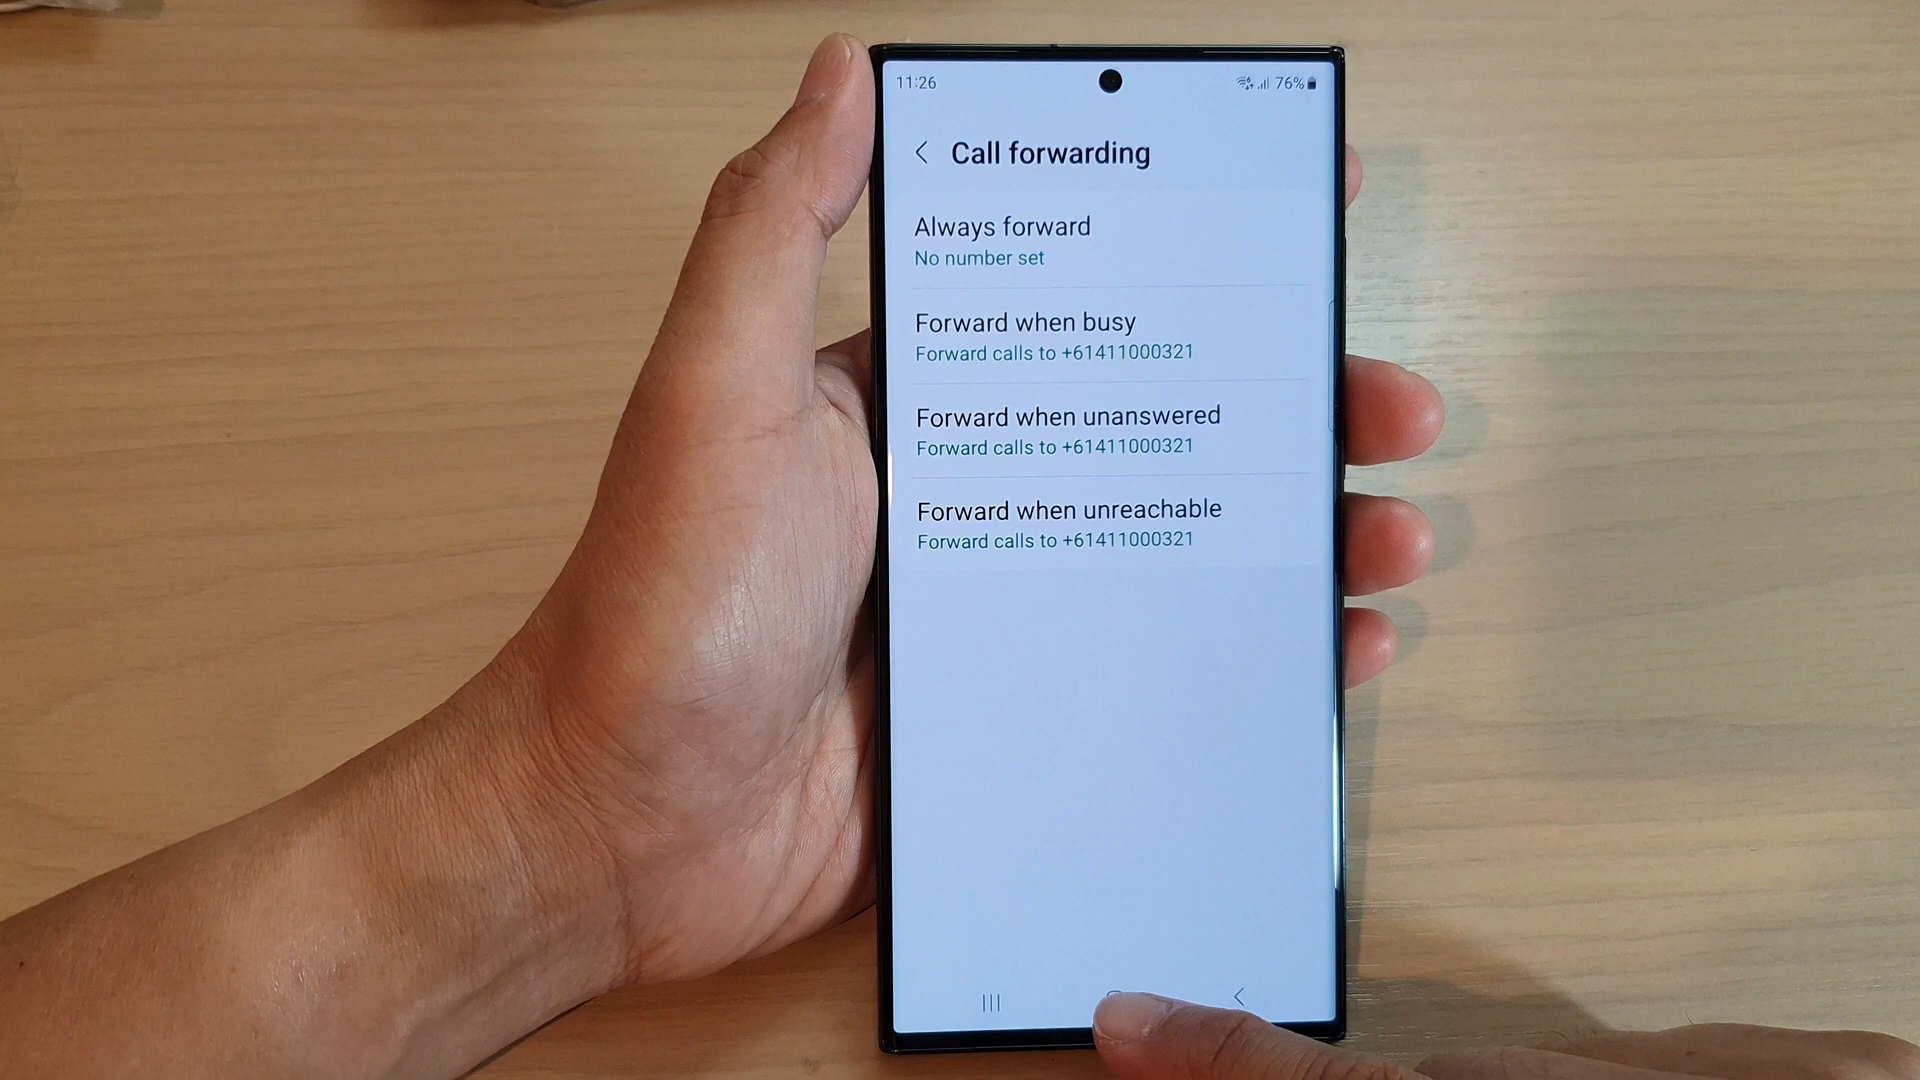 11:26
76%
Call forwarding
Always forward
No number set
Forward when busy
Forward calls to +61411000321
Forward when unanswered
Forward calls to +61411000321
Forward when unreachable
Forward calls to +61411000321